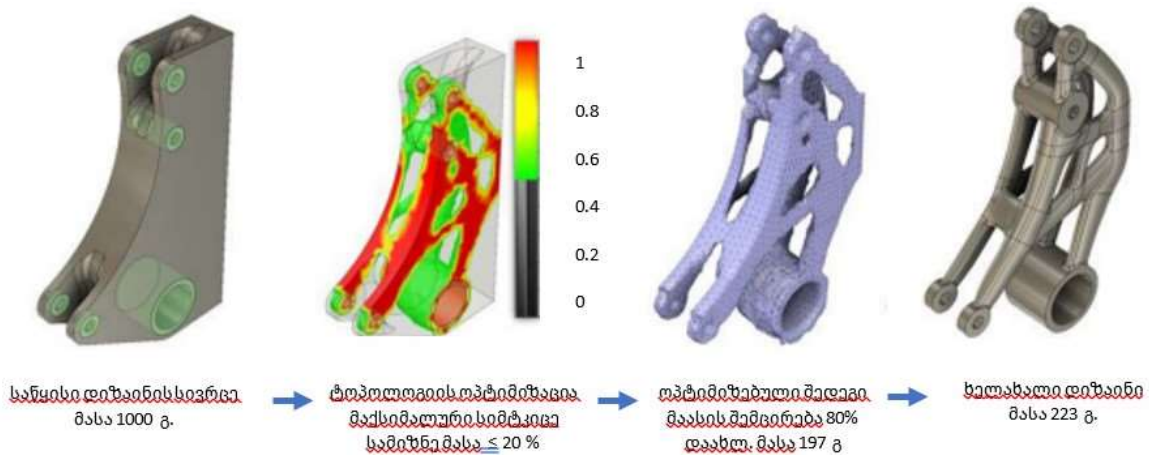 1
0.8
0.6
0.4
0.2
0
საწყისი დიზაინის სივრცე
მასა 1000 გ.
ტოპოლოგიის ოპტიმიზაცია
მაქსიმალური სიმტკიცე
სამიზნე მასა ≤ 20 %
ოპტიმიზებული შედეგი
მაასის შემცირება 80%
დაახლ. მასა 197 გ
ხელახალი დიზაინი
მასა 223 გ.